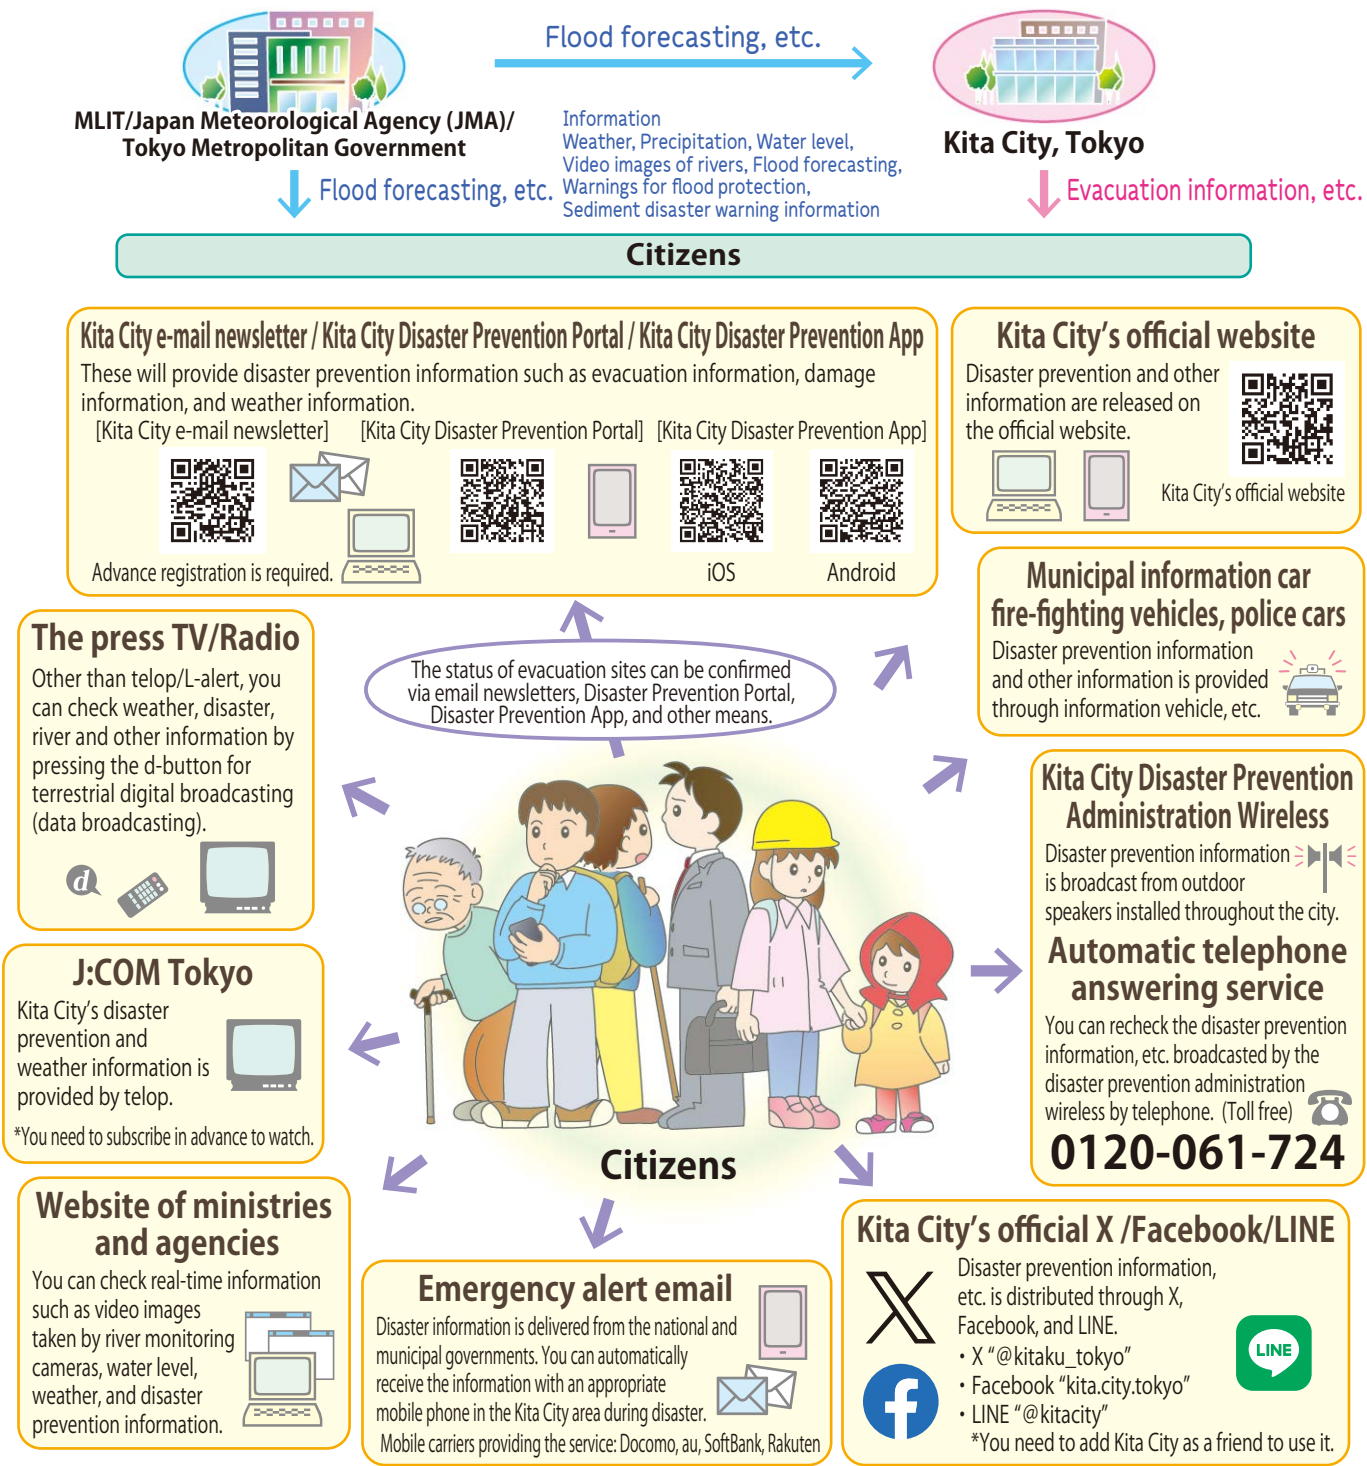 Flood forecasting, etc.
MLIT/Japan Meteorological Agency (JMA)/
Tokyo Metropolitan Government
Information
Weather, Precipitation, Water level,
Video images of rivers, Flood forecasting,
Warnings for flood protection,
Sediment disaster warning information
Kita City, Tokyo
Flood forecasting, etc.
Evacuation information, etc.
Citizens
Kita City e-mail newsletter / Kita City Disaster Prevention Portal / Kita City Disaster Prevention App
These will provide disaster prevention information such as evacuation information, damage
information, and weather information.
[Kita City e-mail newsletter]
[Kita City Disaster Prevention Portal]
[Kita City Disaster Prevention App]
Advance registration is required.
iOS
Android
Kita City's official website
Disaster prevention and other
information are released on
the official website.
Kita City's official website
Municipal information car
fire-fighting vehicles, police cars
Disaster prevention information
and other information is provided
through information vehicle, etc.
The press TV/Radio
Other than telop/L-alert, you
can check weather, disaster,
river and other information by
pressing the d-button for
terrestrial digital broadcasting
(data broadcasting).
d
The status of evacuation sites can be confirmed
via email newsletters, Disaster Prevention Portal,
Disaster Prevention App, and other means.
Kita City Disaster Prevention
Administration Wireless
Disaster prevention information
is broadcast from outdoor
speakers installed throughout the city.
Automatic telephone
answering service
You can recheck the disaster prevention
information, etc. broadcasted by the
disaster prevention administration
wireless by telephone. (Toll free)
0120-061-724
J:COM Tokyo
Kita City's disaster
prevention and
weather information is
provided by telop.
*You need to subscribe in advance to watch.
Citizens
Website of ministries
and agencies
You can check real-time information
such as video images
taken by river monitoring
cameras, water level,
weather, and disaster
prevention information.
Emergency alert email
Disaster information is delivered from the national and
municipal governments. You can automatically
receive the information with an appropriate
mobile phone in the Kita City area during disaster.
Mobile carriers providing the service: Docomo, au, SoftBank, Rakuten
Kita City's official X /Facebook/LINE
Disaster prevention information,
etc. is distributed through X,
Facebook, and LINE.
・X “@kitaku_tokyo”
・Facebook “kita.city.tokyo”
・LINE “@kitacity”
*You need to add Kita City as a friend to use it.
LINE